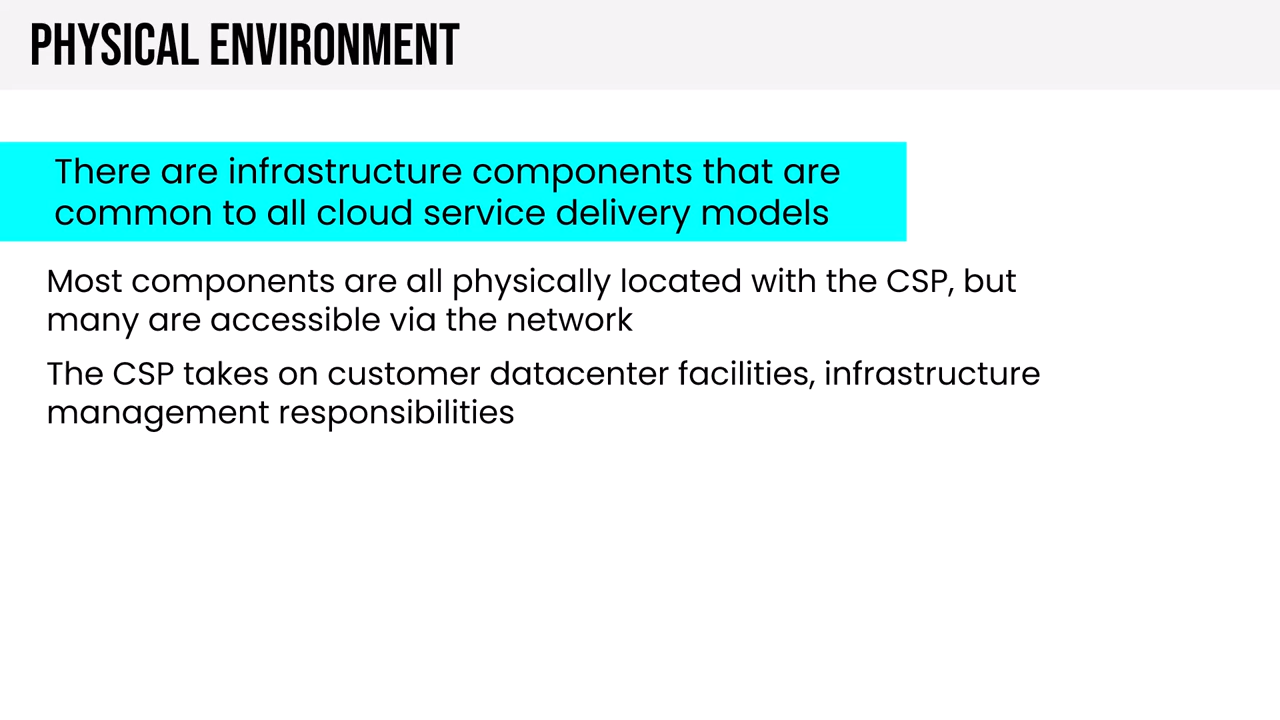 PHYSICAL ENVIRONMENT
There are infrastructure components that are
common to all cloud service delivery models
Most components are all physically located with the CSP, but
many are accessible via the network
The CSP takes on customer datacenter facilities, infrastructure
management responsibilities